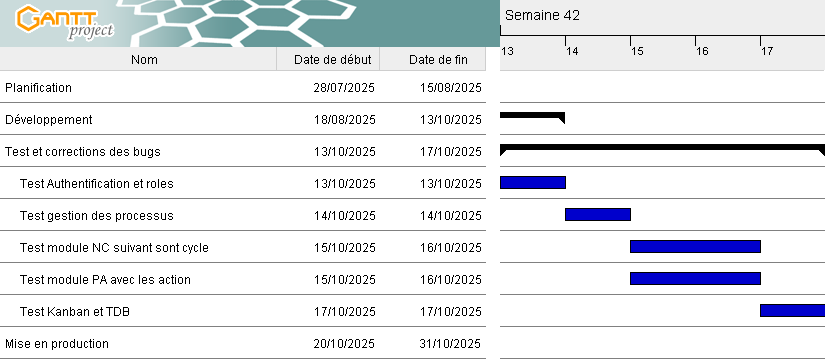 GANTT
project
Semaine 42
13 14 15 16 17
Nom Date de début Date de fin
Planification 28/07/2025 15/08/2025
Développement 18/08/2025 13/10/2025
Test et corrections des bugs 13/10/2025 17/10/2025
Test Authentification et roles 13/10/2025 13/10/2025
Test gestion des processus 14/10/2025 14/10/2025
Test module NC suivant sont cycle 15/10/2025 16/10/2025
Test module PA avec les action 15/10/2025 16/10/2025
Test Kanban et TDB 17/10/2025 17/10/2025
Mise en production 20/10/2025 31/10/2025